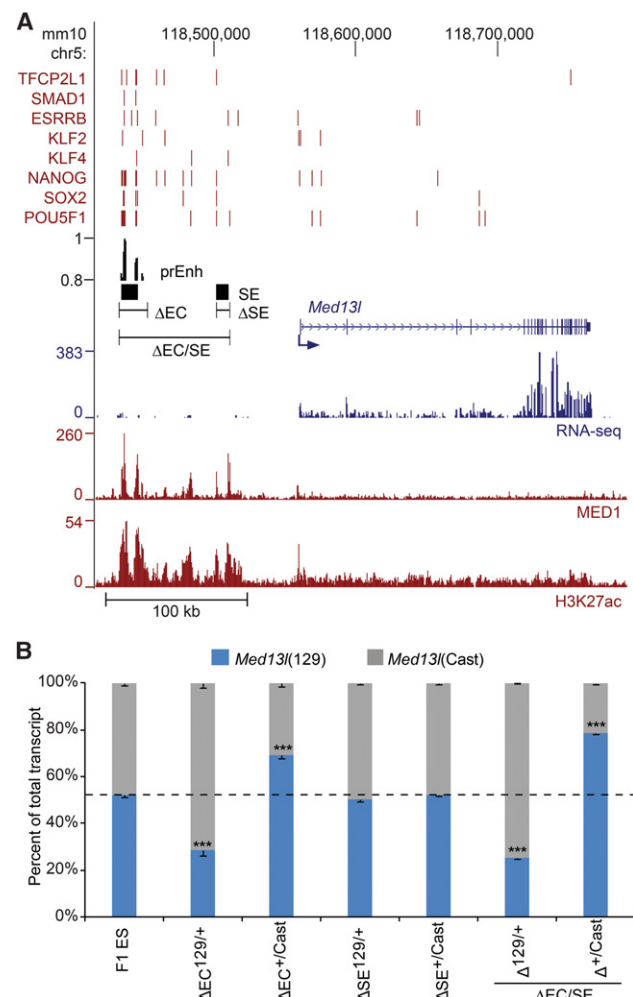 A
mm10
chr5:
118,500,000 118,600,000 118,700,000
TFCP2L1
SMAD1
ESRRB
KLF2
KLF4
NANOG
SOX2
POU5F1
1
0.8
prEnh
SE
ΔEC
ΔSE
ΔEC/SE
Med13l
383
0
RNA-seq
260
0
MED1
54
0
H3K27ac
100 kb
B
Med13l(129) Med13l(Cast)
Percent of total transcript
100%
80%
60%
40%
20%
0%
***
***
***
***
F1 ES
ΔEC129/+
ΔEC+/Cast
ΔSE129/+
ΔSE+/Cast
Δ129/+
Δ+/Cast
ΔEC/SE